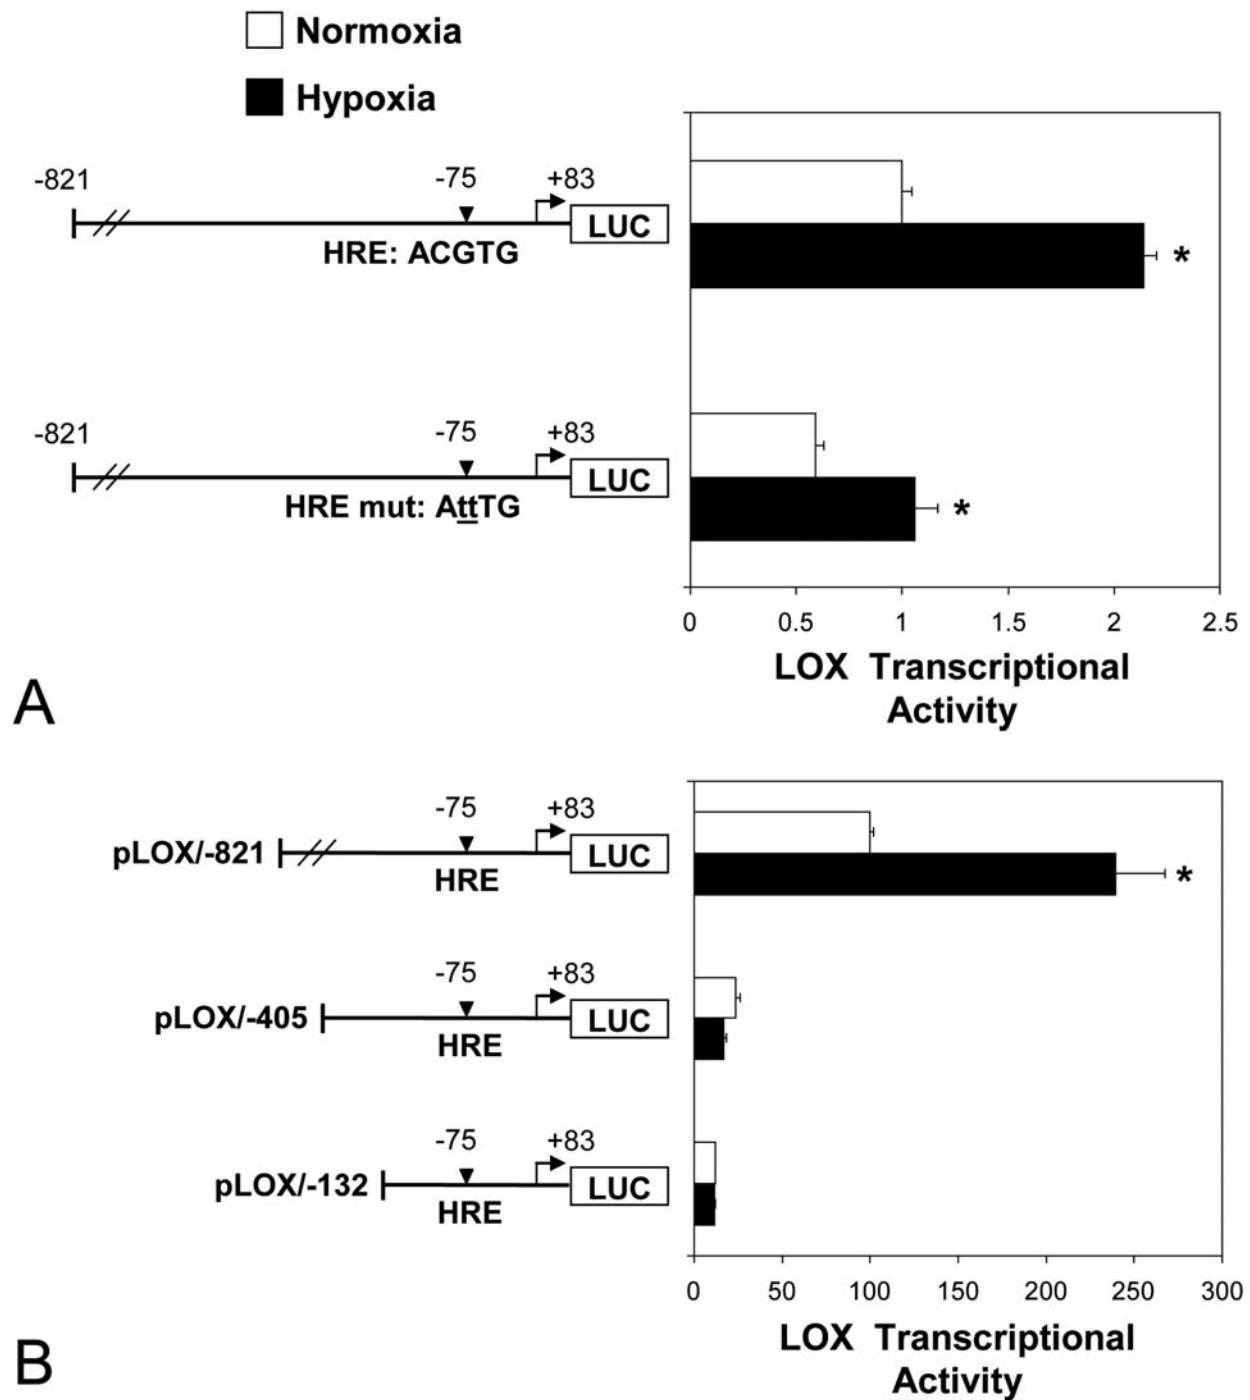 Normoxia
Hypoxia
-821 -75 +83
LUC
HRE: ACGTG
*
-821 -75 +83
LUC
HRE mut: AttTG
*
0 0.5 1 1.5 2 2.5
LOX Transcriptional
Activity
A
-75 +83
pLOX/-821 LUC
HRE
*
-75 +83
pLOX/-405 LUC
HRE
-75 +83
pLOX/-132 LUC
HRE
0 50 100 150 200 250 300
LOX Transcriptional
Activity
B